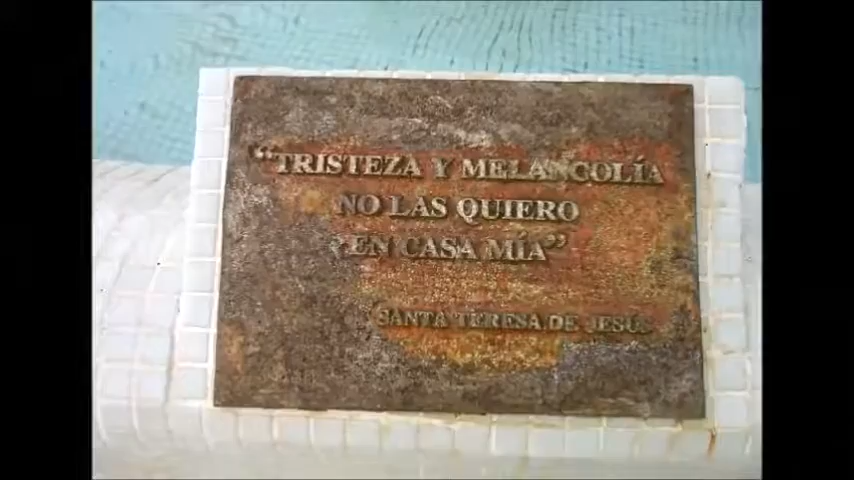 “TRISTEZA Y MELANCOLÍA
NO LAS QUIERO
EN CASA MÍA”
SANTA TERESA DE JESÚS